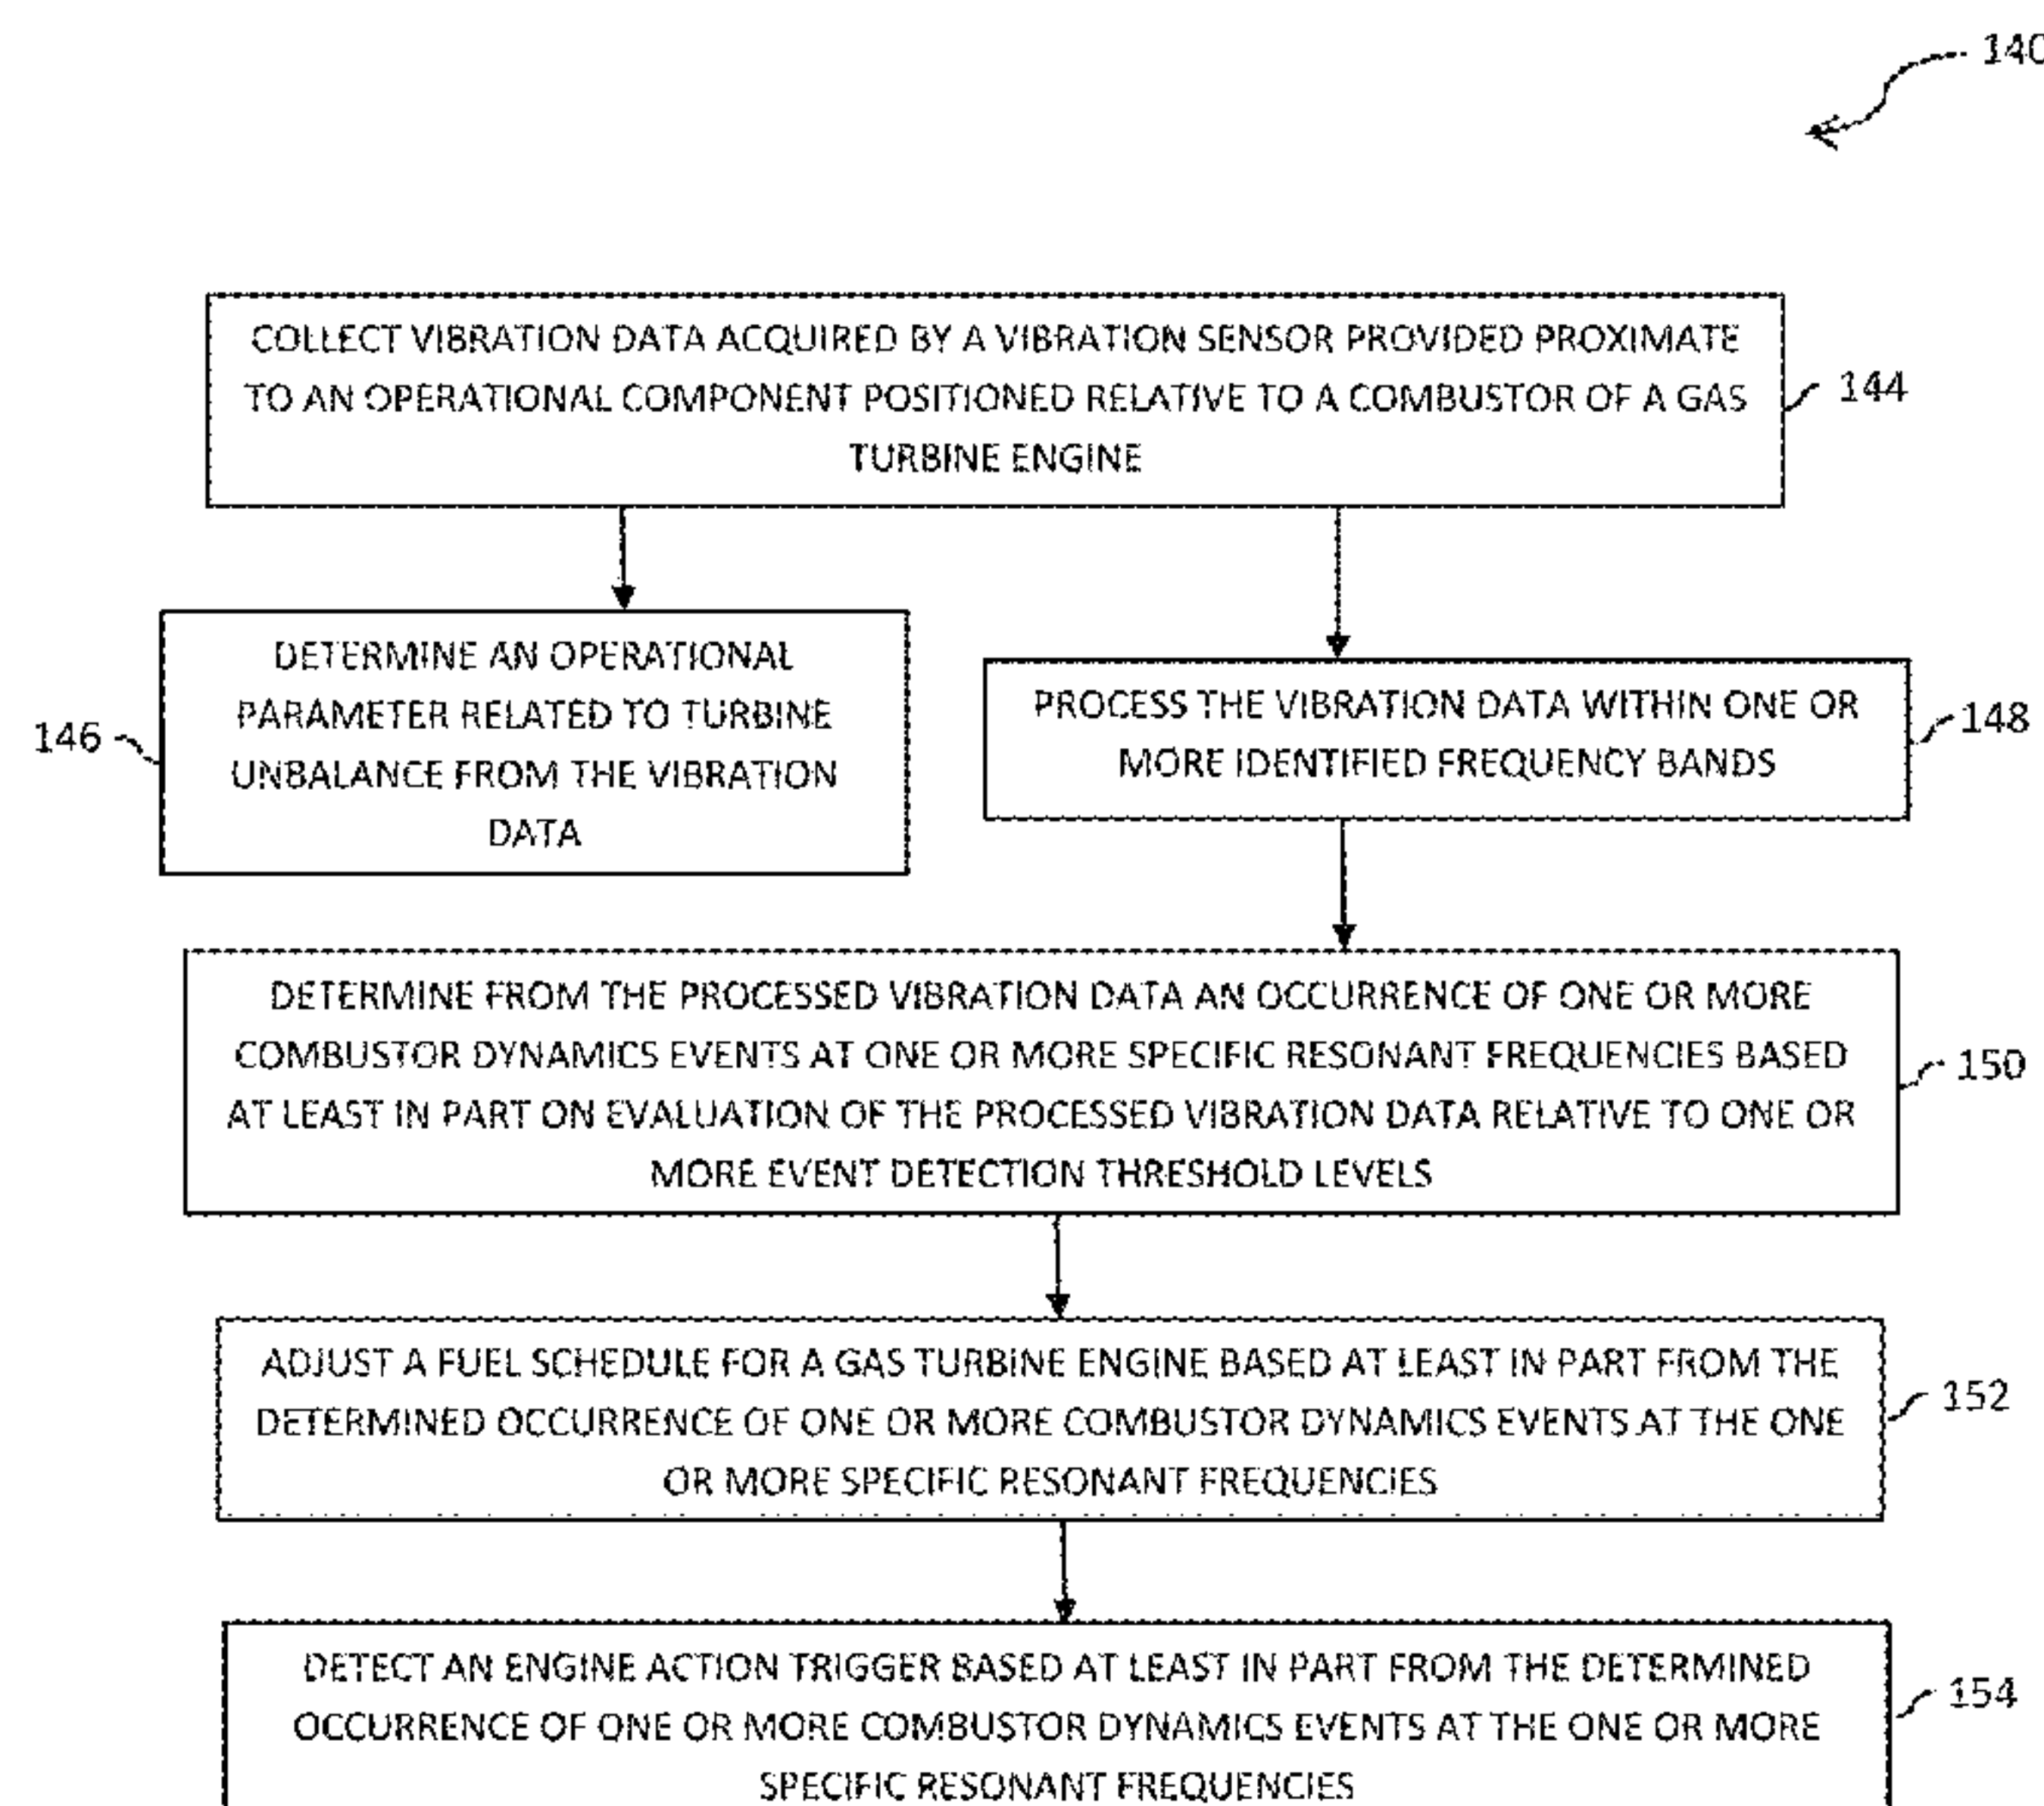 140
COLLECT VIBRATION DATA ACQUIRED BY A VIBRATION SENSOR PROVIDED PROXIMATE
TO AN OPERATIONAL COMPONENT POSITIONED RELATIVE TO A COMBUSTOR OF A GAS
TURBINE ENGINE
144
DETERMINE AN OPERATIONAL
PARAMETER RELATED TO TURBINE
UNBALANCE FROM THE VIBRATION
DATA
146
PROCESS THE VIBRATION DATA WITHIN ONE OR
MORE IDENTIFIED FREQUENCY BANDS
148
DETERMINE FROM THE PROCESSED VIBRATION DATA AN OCCURRENCE OF ONE OR MORE
COMBUSTOR DYNAMICS EVENTS AT ONE OR MORE SPECIFIC RESONANT FREQUENCIES BASED
AT LEAST IN PART ON EVALUATION OF THE PROCESSED VIBRATION DATA RELATIVE TO ONE OR
MORE EVENT DETECTION THRESHOLD LEVELS
150
ADJUST A FUEL SCHEDULE FOR A GAS TURBINE ENGINE BASED AT LEAST IN PART FROM THE
DETERMINED OCCURRENCE OF ONE OR MORE COMBUSTOR DYNAMICS EVENTS AT THE ONE
OR MORE SPECIFIC RESONANT FREQUENCIES
152
DETECT AN ENGINE ACTION TRIGGER BASED AT LEAST IN PART FROM THE DETERMINED
OCCURRENCE OF ONE OR MORE COMBUSTOR DYNAMICS EVENTS AT THE ONE OR MORE
SPECIFIC RESONANT FREQUENCIES
154